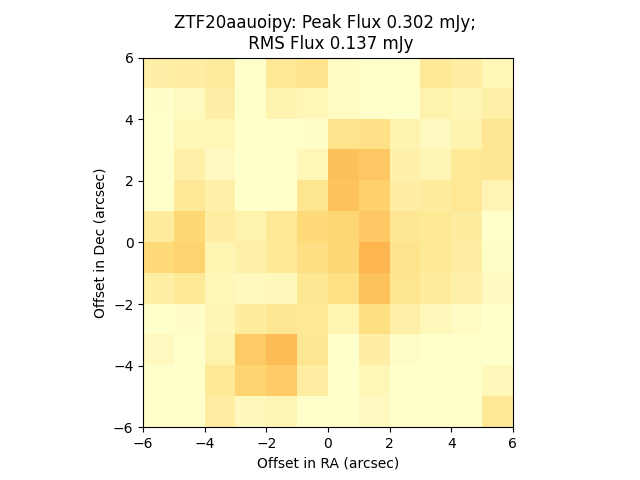 ZTF20aauoipy: Peak Flux 0.302 mJy;
RMS Flux 0.137 mJy
6
4
2
0
−2
−4
−6
Offset in Dec (arcsec)
−6 −4 −2 0 2 4 6
Offset in RA (arcsec)